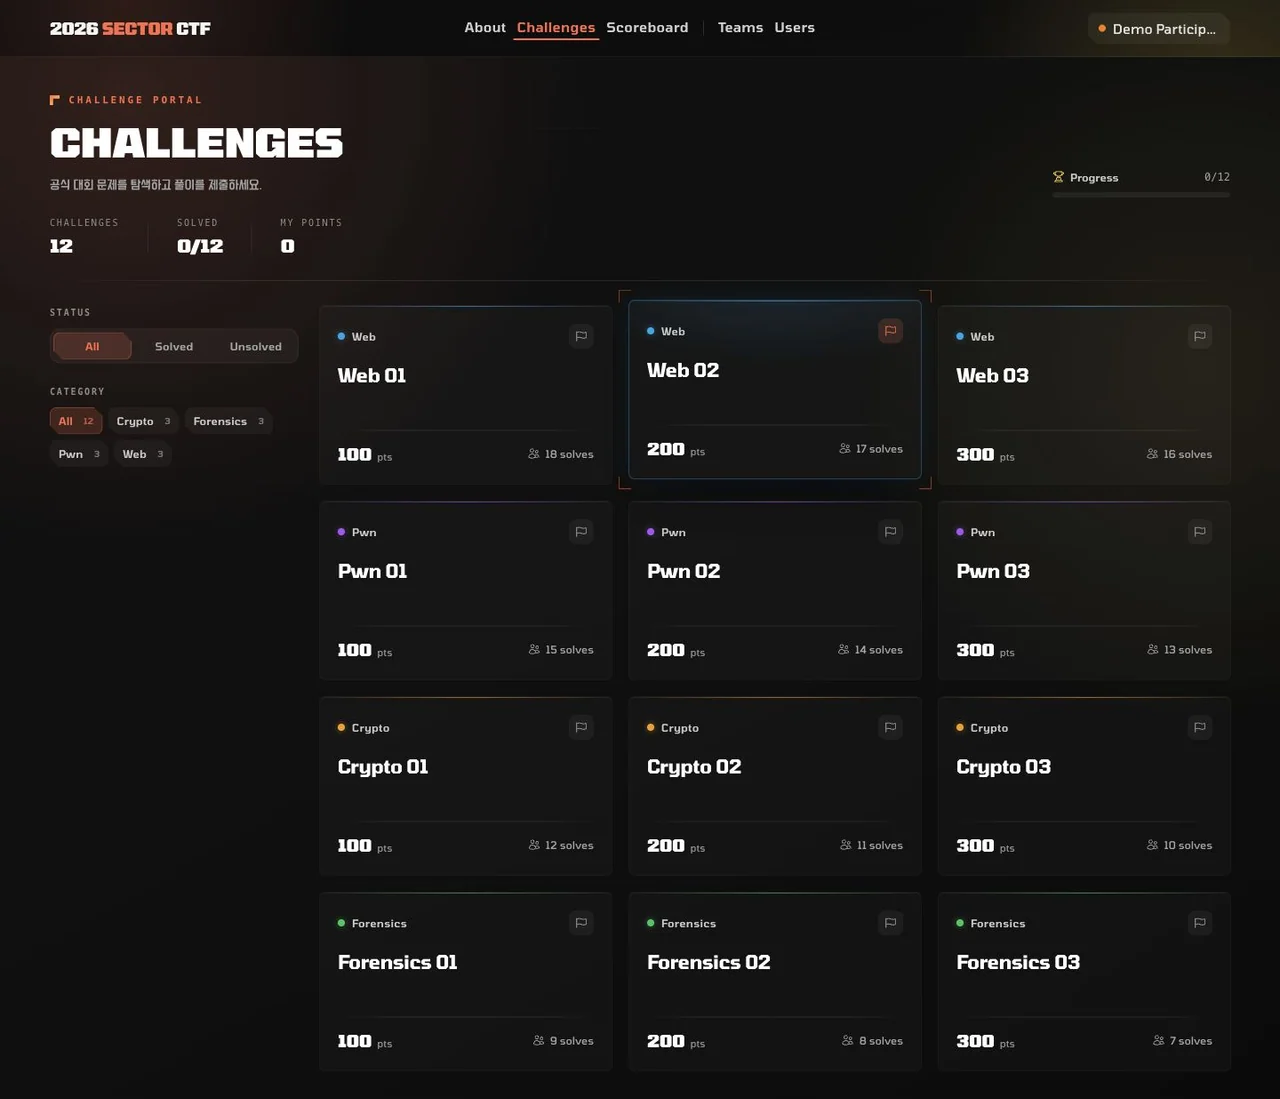 2026 SECTOR CTF
About Challenges Scoreboard Teams Users
Demo Particip...
CHALLENGE PORTAL
CHALLENGES
공식 대회 문제를 탐색하고 풀이를 제출하세요.
Progress 0/12
CHALLENGES SOLVED MY POINTS
12 0/12 0
STATUS
All Solved Unsolved
CATEGORY
All 12 Crypto 3 Forensics 3
Pwn 3 Web 3
Web
Web 01
100 pts 18 solves
Web
Web 02
200 pts 17 solves
Web
Web 03
300 pts 16 solves
Pwn
Pwn 01
100 pts 15 solves
Pwn
Pwn 02
200 pts 14 solves
Pwn
Pwn 03
300 pts 13 solves
Crypto
Crypto 01
100 pts 12 solves
Crypto
Crypto 02
200 pts 11 solves
Crypto
Crypto 03
300 pts 10 solves
Forensics
Forensics 01
100 pts 9 solves
Forensics
Forensics 02
200 pts 8 solves
Forensics
Forensics 03
300 pts 7 solves